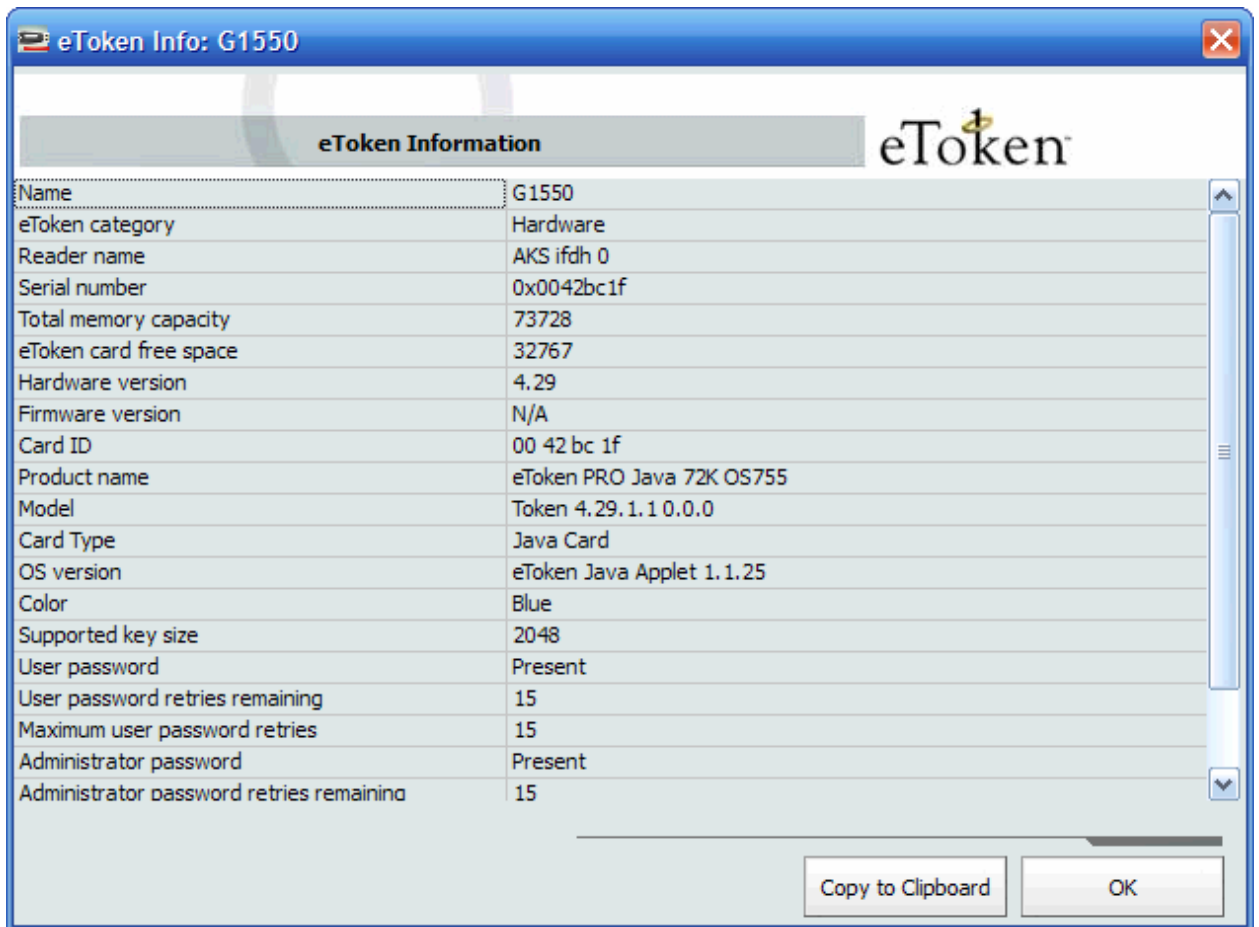 eToken Info: G1550
eToken Information
eToken
Name G1550
eToken category Hardware
Reader name AKS ifdh 0
Serial number 0x0042bc1f
Total memory capacity 73728
eToken card free space 32767
Hardware version 4.29
Firmware version N/A
Card ID 00 42 bc 1f
Product name eToken PRO Java 72K OS755
Model Token 4.29.1.1 0.0.0
Card Type Java Card
OS version eToken Java Applet 1.1.25
Color Blue
Supported key size 2048
User password Present
User password retries remaining 15
Maximum user password retries 15
Administrator password Present
Administrator password retries remaining 15
Copy to Clipboard OK